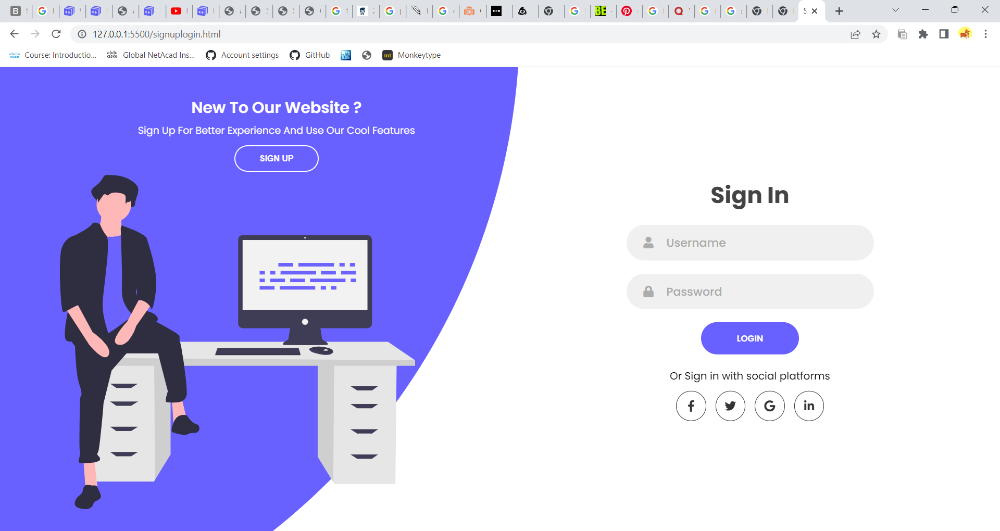 127.0.0.1:5500/signuplogin.html
Course: Introductio...
Global NetAcad Ins...
Account settings
GitHub
mt
Monkeytype
New To Our Website ?
Sign Up For Better Experience And Use Our Cool Features
SIGN UP
Sign In
Username
Password
LOGIN
Or Sign in with social platforms